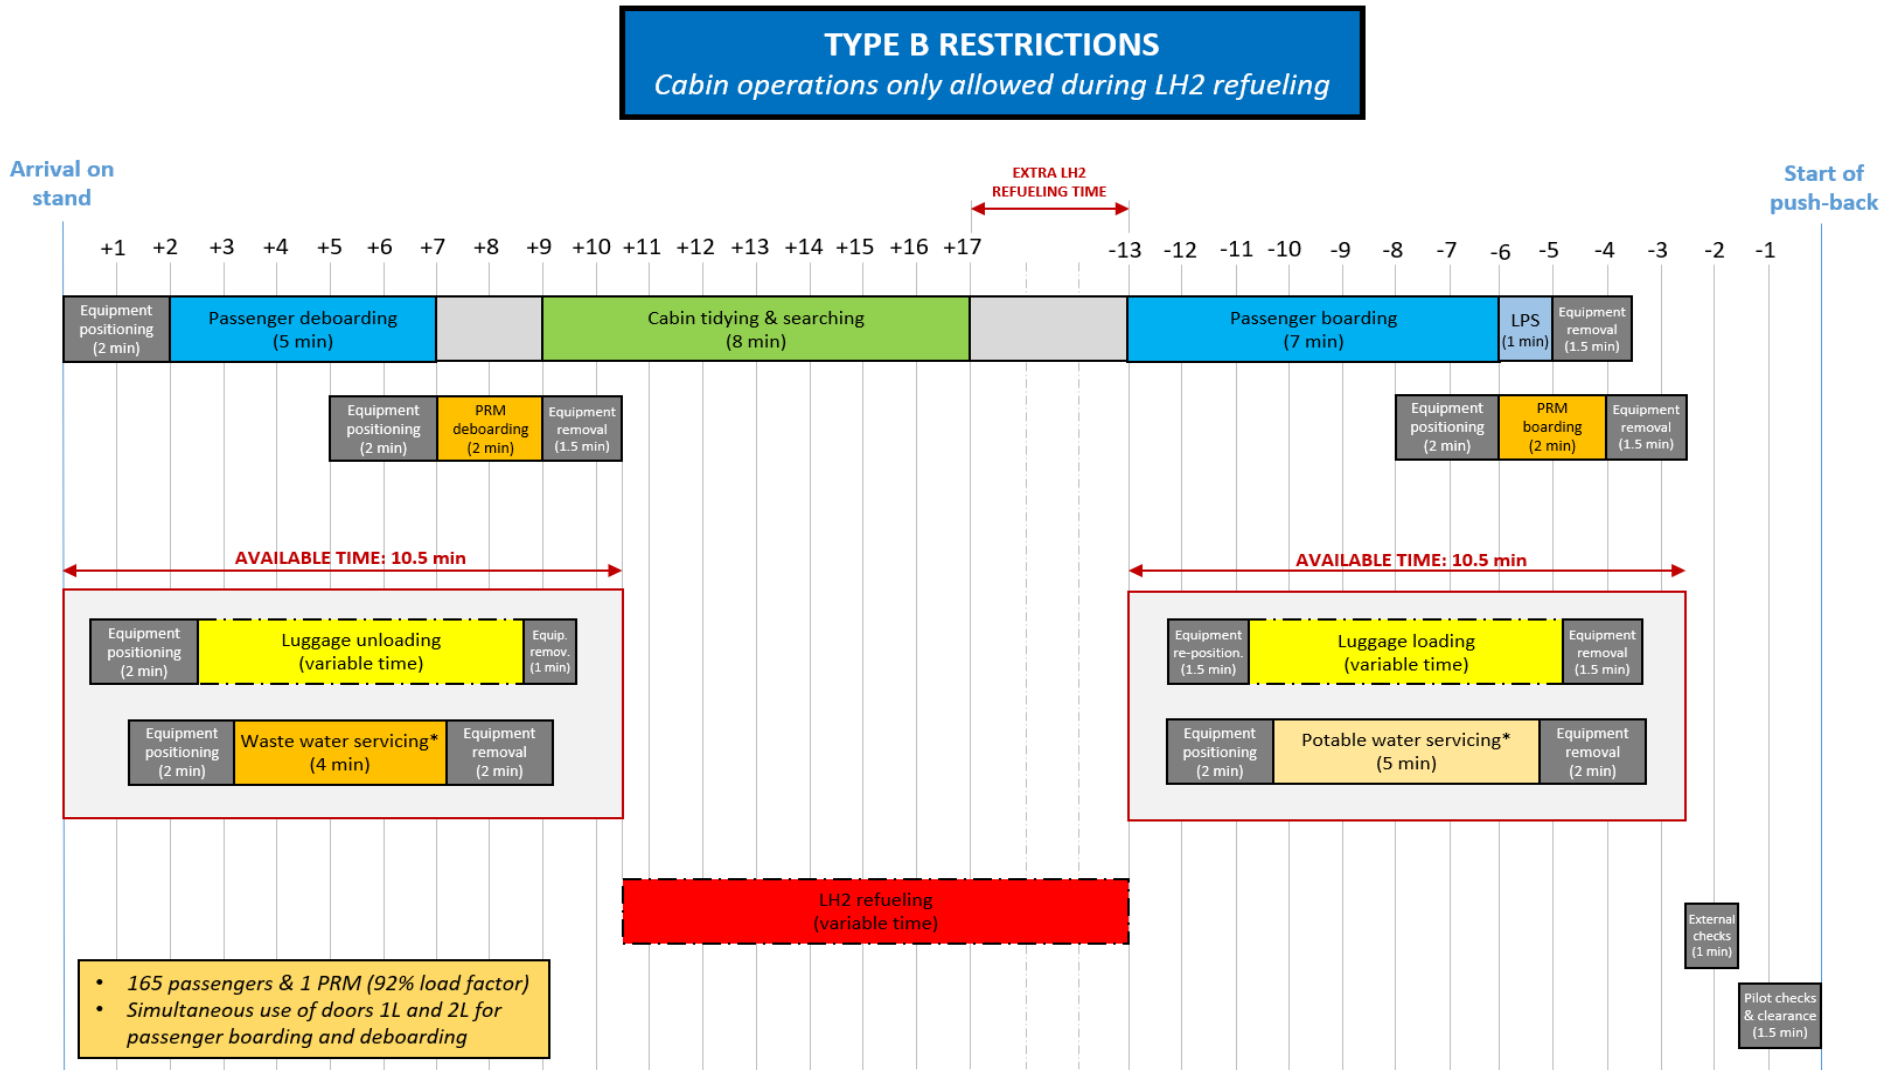 TYPE B RESTRICTIONS
Cabin operations only allowed during LH2 refueling
Arrival on
stand
EXTRA LH2
REFUELING TIME
Start of
push-back
+1 +2 +3 +4 +5 +6 +7 +8 +9 +10 +11 +12 +13 +14 +15 +16 +17 -13 -12 -11 -10 -9 -8 -7 -6 -5 -4 -3 -2 -1
Equipment
positioning
(2 min)
Passenger deboarding
(5 min)
Cabin tidying & searching
(8 min)
Passenger boarding
(7 min)
LPS
(1 min)
Equipment
removal
(1.5 min)
Equipment
positioning
(2 min)
PRM
deboarding
(2 min)
Equipment
removal
(1.5 min)
Equipment
positioning
(2 min)
PRM
boarding
(2 min)
Equipment
removal
(1.5 min)
AVAILABLE TIME: 10.5 min
AVAILABLE TIME: 10.5 min
Equipment
positioning
(2 min)
Luggage unloading
(variable time)
Equip.
remov.
(1 min)
Equipment
re-position.
(1.5 min)
Luggage loading
(variable time)
Equipment
removal
(1.5 min)
Equipment
positioning
(2 min)
Waste water servicing*
(4 min)
Equipment
removal
(2 min)
Equipment
positioning
(2 min)
Potable water servicing*
(5 min)
Equipment
removal
(2 min)
LH2 refueling
(variable time)
External
checks
(1 min)
Pilot checks
& clearance
(1.5 min)
• 165 passengers & 1 PRM (92% load factor)
• Simultaneous use of doors 1L and 2L for
passenger boarding and deboarding